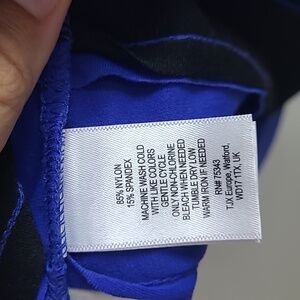 85% NYLON
15% SPANDEX
MACHINE WASH COLD
WITH LIKE COLORS
GENTLE CYCLE
ONLY NON-CHLORINE
BLEACH WHEN NEEDED
TUMBLE DRY LOW
WARM IRON IF NEEDED
RN# 75343
TJX Europe, Watford,
WD17 1TX, UK